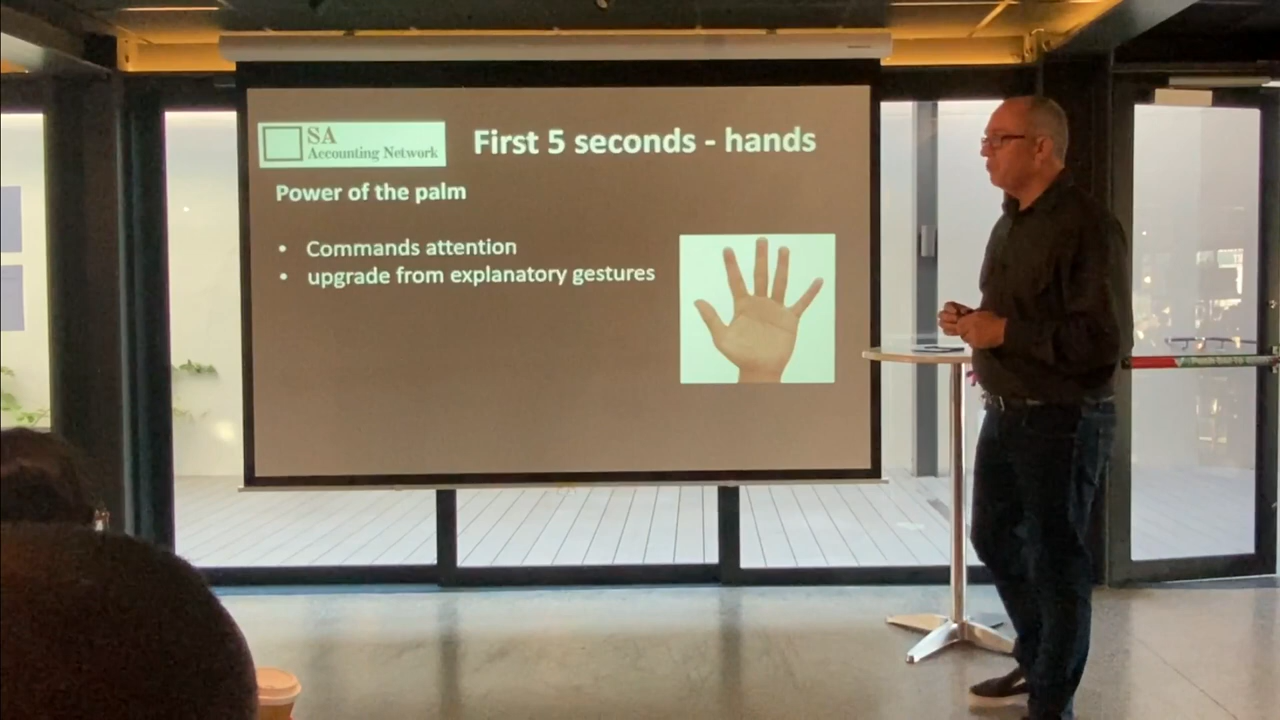 SA
Accounting Network
First 5 seconds - hands
Power of the palm
• Commands attention
• upgrade from explanatory gestures